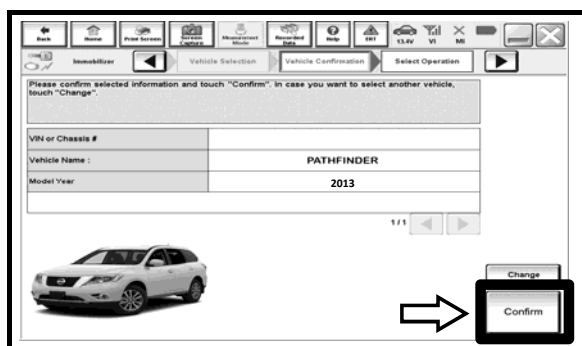 Back Home Print Screen Screen Capture Measurement Mode Recorded Data Help ERT 13.4V VI MI
Immobilizer Vehicle Selection Vehicle Confirmation Select Operation
Please confirm selected information and touch "Confirm". In case you want to select another vehicle,
touch "Change".
VIN or Chassis #
Vehicle Name : PATHFINDER
Model Year 2013
1/1
Change
Confirm